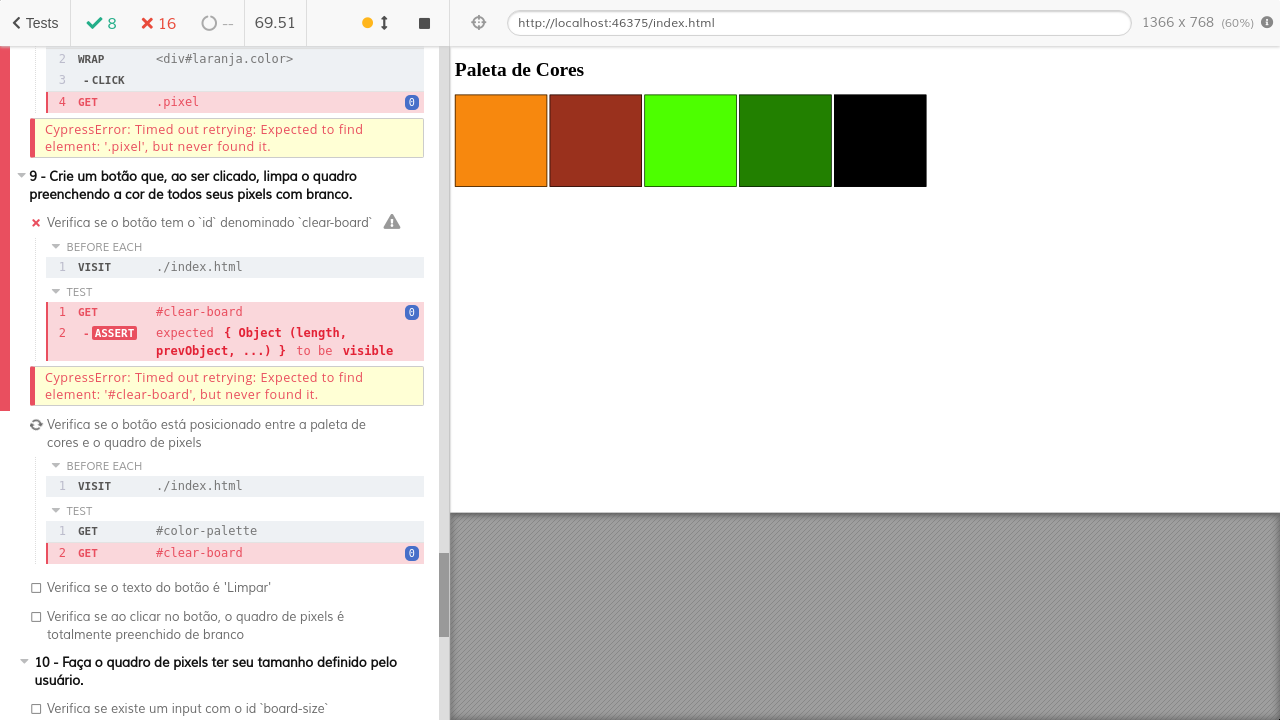 Tests 8 16 -- 69.51 http://localhost:46375/index.html 1366 x 768 (60%)
2 WRAP <div#laranja.color>
3 -CLICK
4 GET .pixel 0
CypressError: Timed out retrying: Expected to find
element: '.pixel', but never found it.
9 - Crie um botão que, ao ser clicado, limpa o quadro
preenchendo a cor de todos seus pixels com branco.
Verifica se o botão tem o `id` denominado `clear-board`
BEFORE EACH
1 VISIT ./index.html
TEST
1 GET #clear-board 0
2 -ASSERT expected { Object (length,
prevObject, ...) } to be visible
CypressError: Timed out retrying: Expected to find
element: '#clear-board', but never found it.
Verifica se o botão está posicionado entre a paleta de
cores e o quadro de pixels
BEFORE EACH
1 VISIT ./index.html
TEST
1 GET #color-palette
2 GET #clear-board 0
Verifica se o texto do botão é 'Limpar'
Verifica se ao clicar no botão, o quadro de pixels é
totalmente preenchido de branco
10 - Faça o quadro de pixels ter seu tamanho definido pelo
usuário.
Verifica se existe um input com o id `board-size`
Paleta de Cores